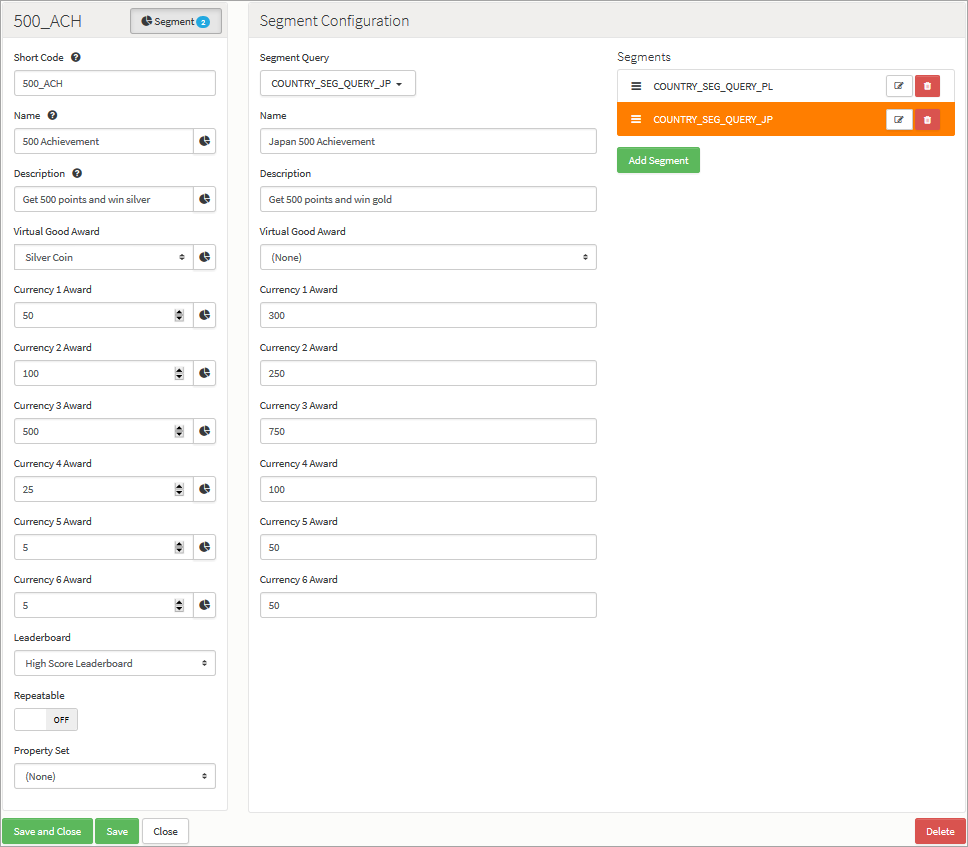 500_ACH
Segment 2
Short Code
500_ACH
Name
500 Achievement
Description
Get 500 points and win silver
Virtual Good Award
Silver Coin
Currency 1 Award
50
Currency 2 Award
100
Currency 3 Award
500
Currency 4 Award
25
Currency 5 Award
5
Currency 6 Award
5
Leaderboard
High Score Leaderboard
Repeatable
OFF
Property Set
(None)
Segment Configuration
Segment Query
COUNTRY_SEG_QUERY_JP
Name
Japan 500 Achievement
Description
Get 500 points and win gold
Virtual Good Award
(None)
Currency 1 Award
300
Currency 2 Award
250
Currency 3 Award
750
Currency 4 Award
100
Currency 5 Award
50
Currency 6 Award
50
Segments
COUNTRY_SEG_QUERY_PL
COUNTRY_SEG_QUERY_JP
Add Segment
Save and Close
Save
Close
Delete